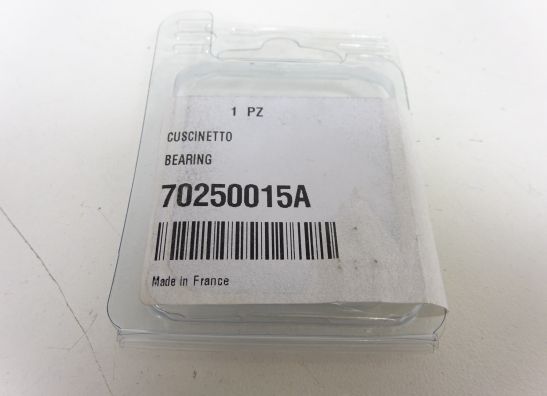 1 PZ
CUSCINETTO
BEARING
70250015A
Made in France